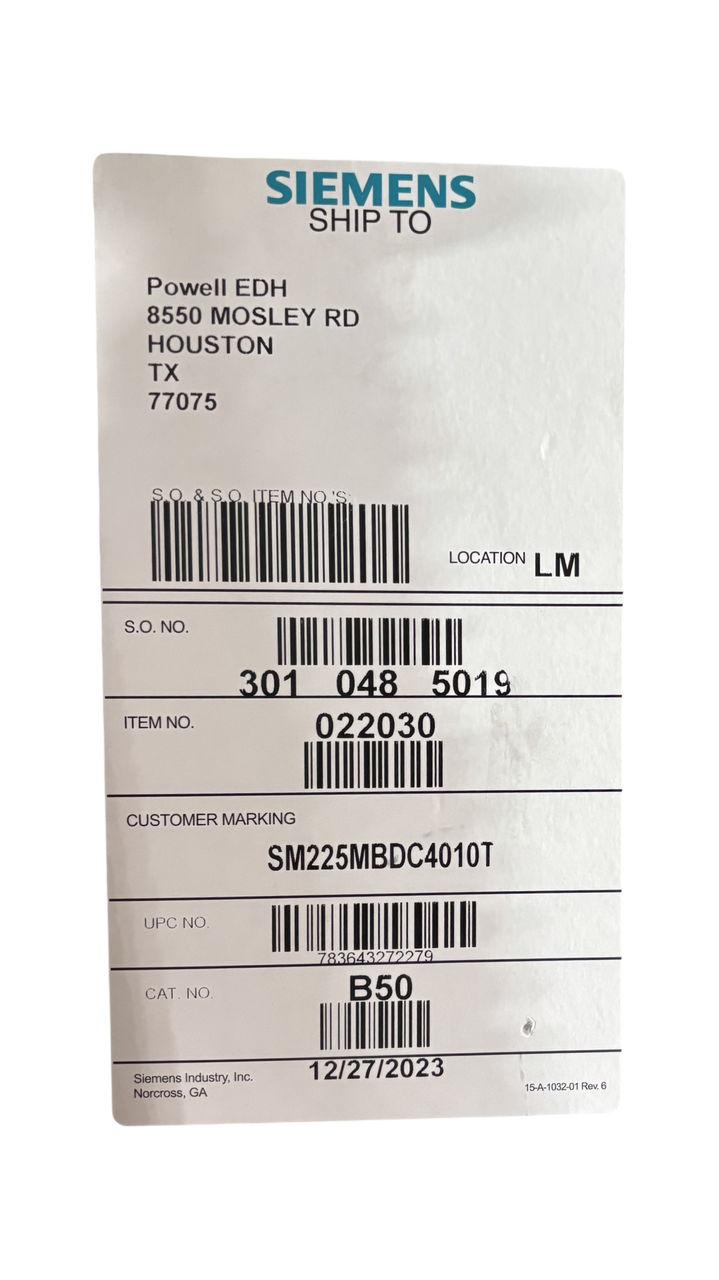 SIEMENS
SHIP TO
Powell EDH
8550 MOSLEY RD
HOUSTON
TX
77075
S.O. & S.O. ITEM NO.'S:
LOCATION LM
S.O. NO.
301 048 5019
ITEM NO. 022030
CUSTOMER MARKING
SM225MBDC4010T
UPC NO.
783643272279
CAT. NO. B50
12/27/2023
Siemens Industry, Inc.
Norcross, GA
15-A-1032-01 Rev. 6